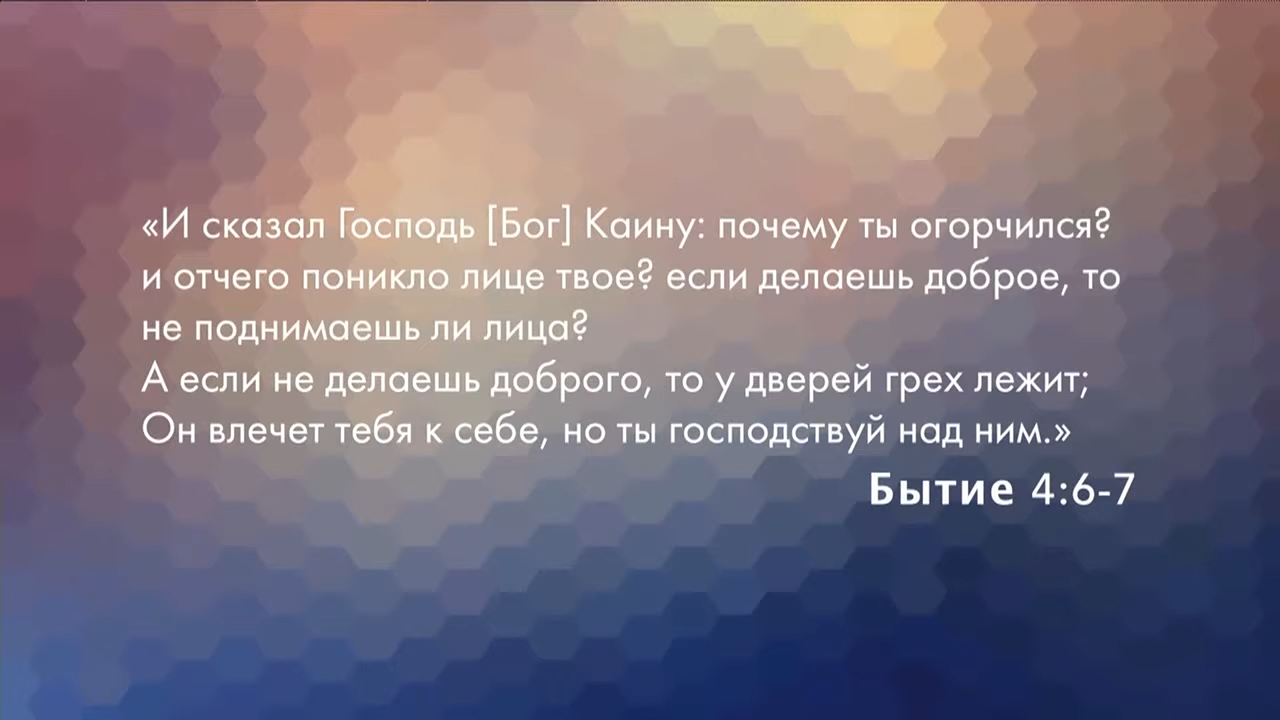 «И сказал Господь [Бог] Каину: почему ты огорчился?
и отчего поникло лице твое? если делаешь доброе, то
не поднимаешь ли лица?
А если не делаешь доброго, то у дверей грех лежит;
Он влечет тебя к себе, но ты господствуй над ним.»
Бытие 4:6-7